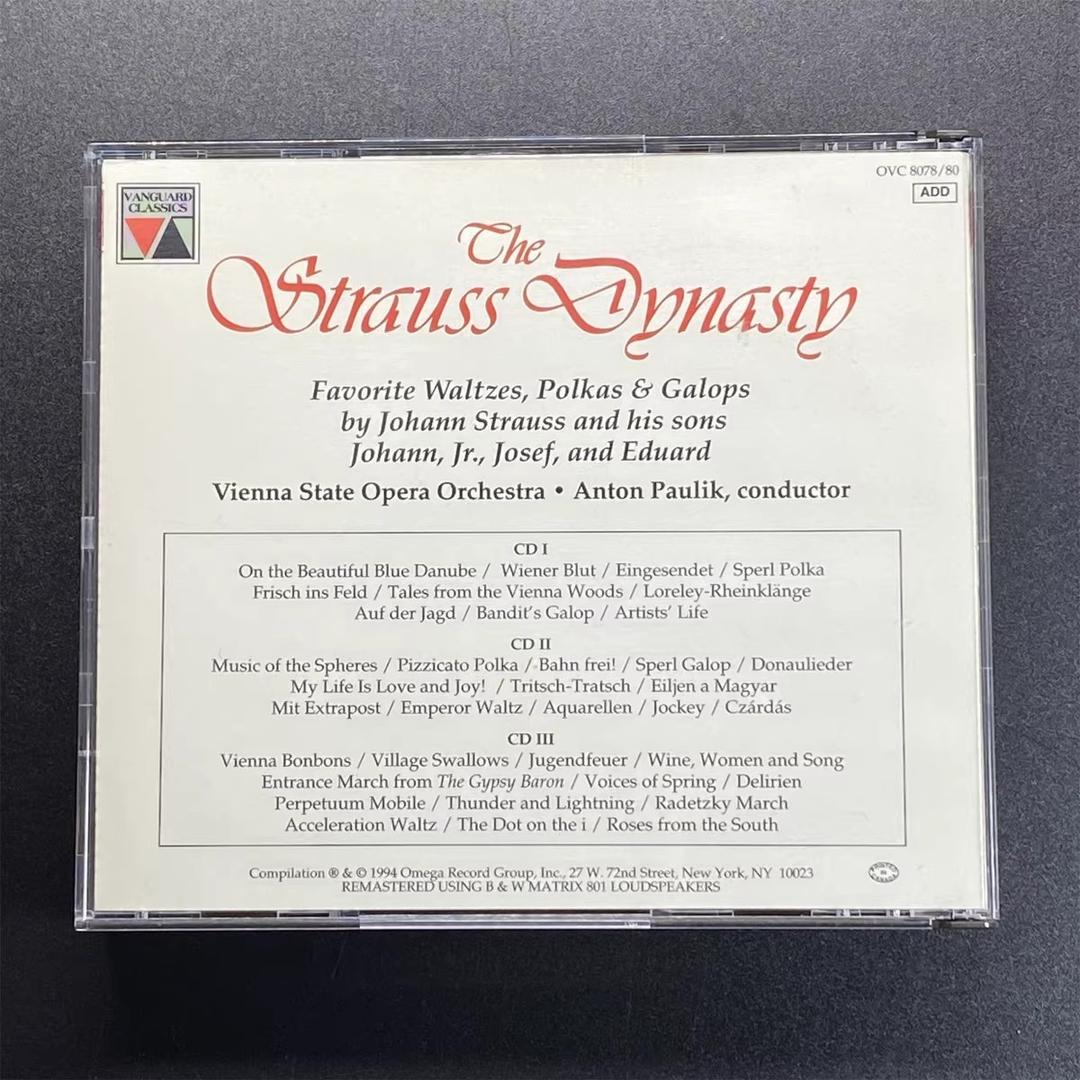 VANGUARD
CLASSICS
OVC 8078/80
ADD
The
Strauss Dynasty
Favorite Waltzes, Polkas & Galops
by Johann Strauss and his sons
Johann, Jr., Josef, and Eduard
Vienna State Opera Orchestra • Anton Paulik, conductor
CD I
On the Beautiful Blue Danube / Wiener Blut / Eingesendet / Sperl Polka
Frisch ins Feld / Tales from the Vienna Woods / Loreley-Rheinklänge
Auf der Jagd / Bandit's Galop / Artists' Life
CD II
Music of the Spheres / Pizzicato Polka / Bahn frei! / Sperl Galop / Donaulieder
My Life Is Love and Joy! / Tritsch-Tratsch / Eiljen a Magyar
Mit Extrapost / Emperor Waltz / Aquarellen / Jockey / Czárdás
CD III
Vienna Bonbons / Village Swallows / Jugendfeuer / Wine, Women and Song
Entrance March from The Gypsy Baron / Voices of Spring / Delirien
Perpetuum Mobile / Thunder and Lightning / Radetzky March
Acceleration Waltz / The Dot on the i / Roses from the South
Compilation ® & © 1994 Omega Record Group, Inc., 27 W. 72nd Street, New York, NY 10023
REMASTERED USING B & W MATRIX 801 LOUDSPEAKERS
PRINTED
IN
CANADA